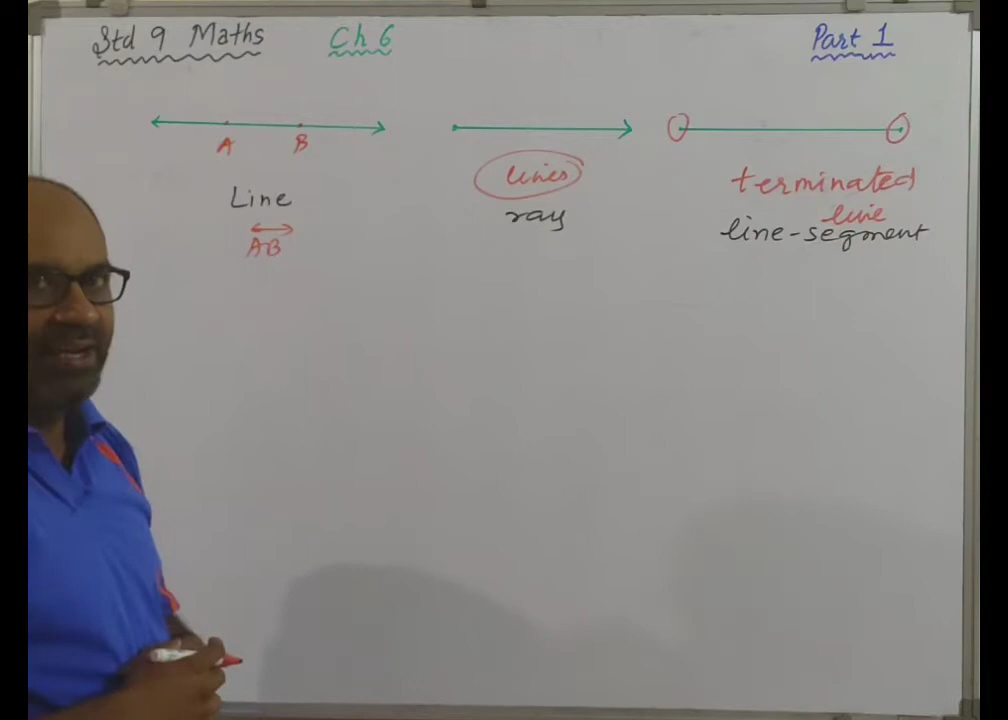 Std 9 Maths Ch 6 Part 1
A B
Line
AB
lines
ray
terminated
line
line-segment